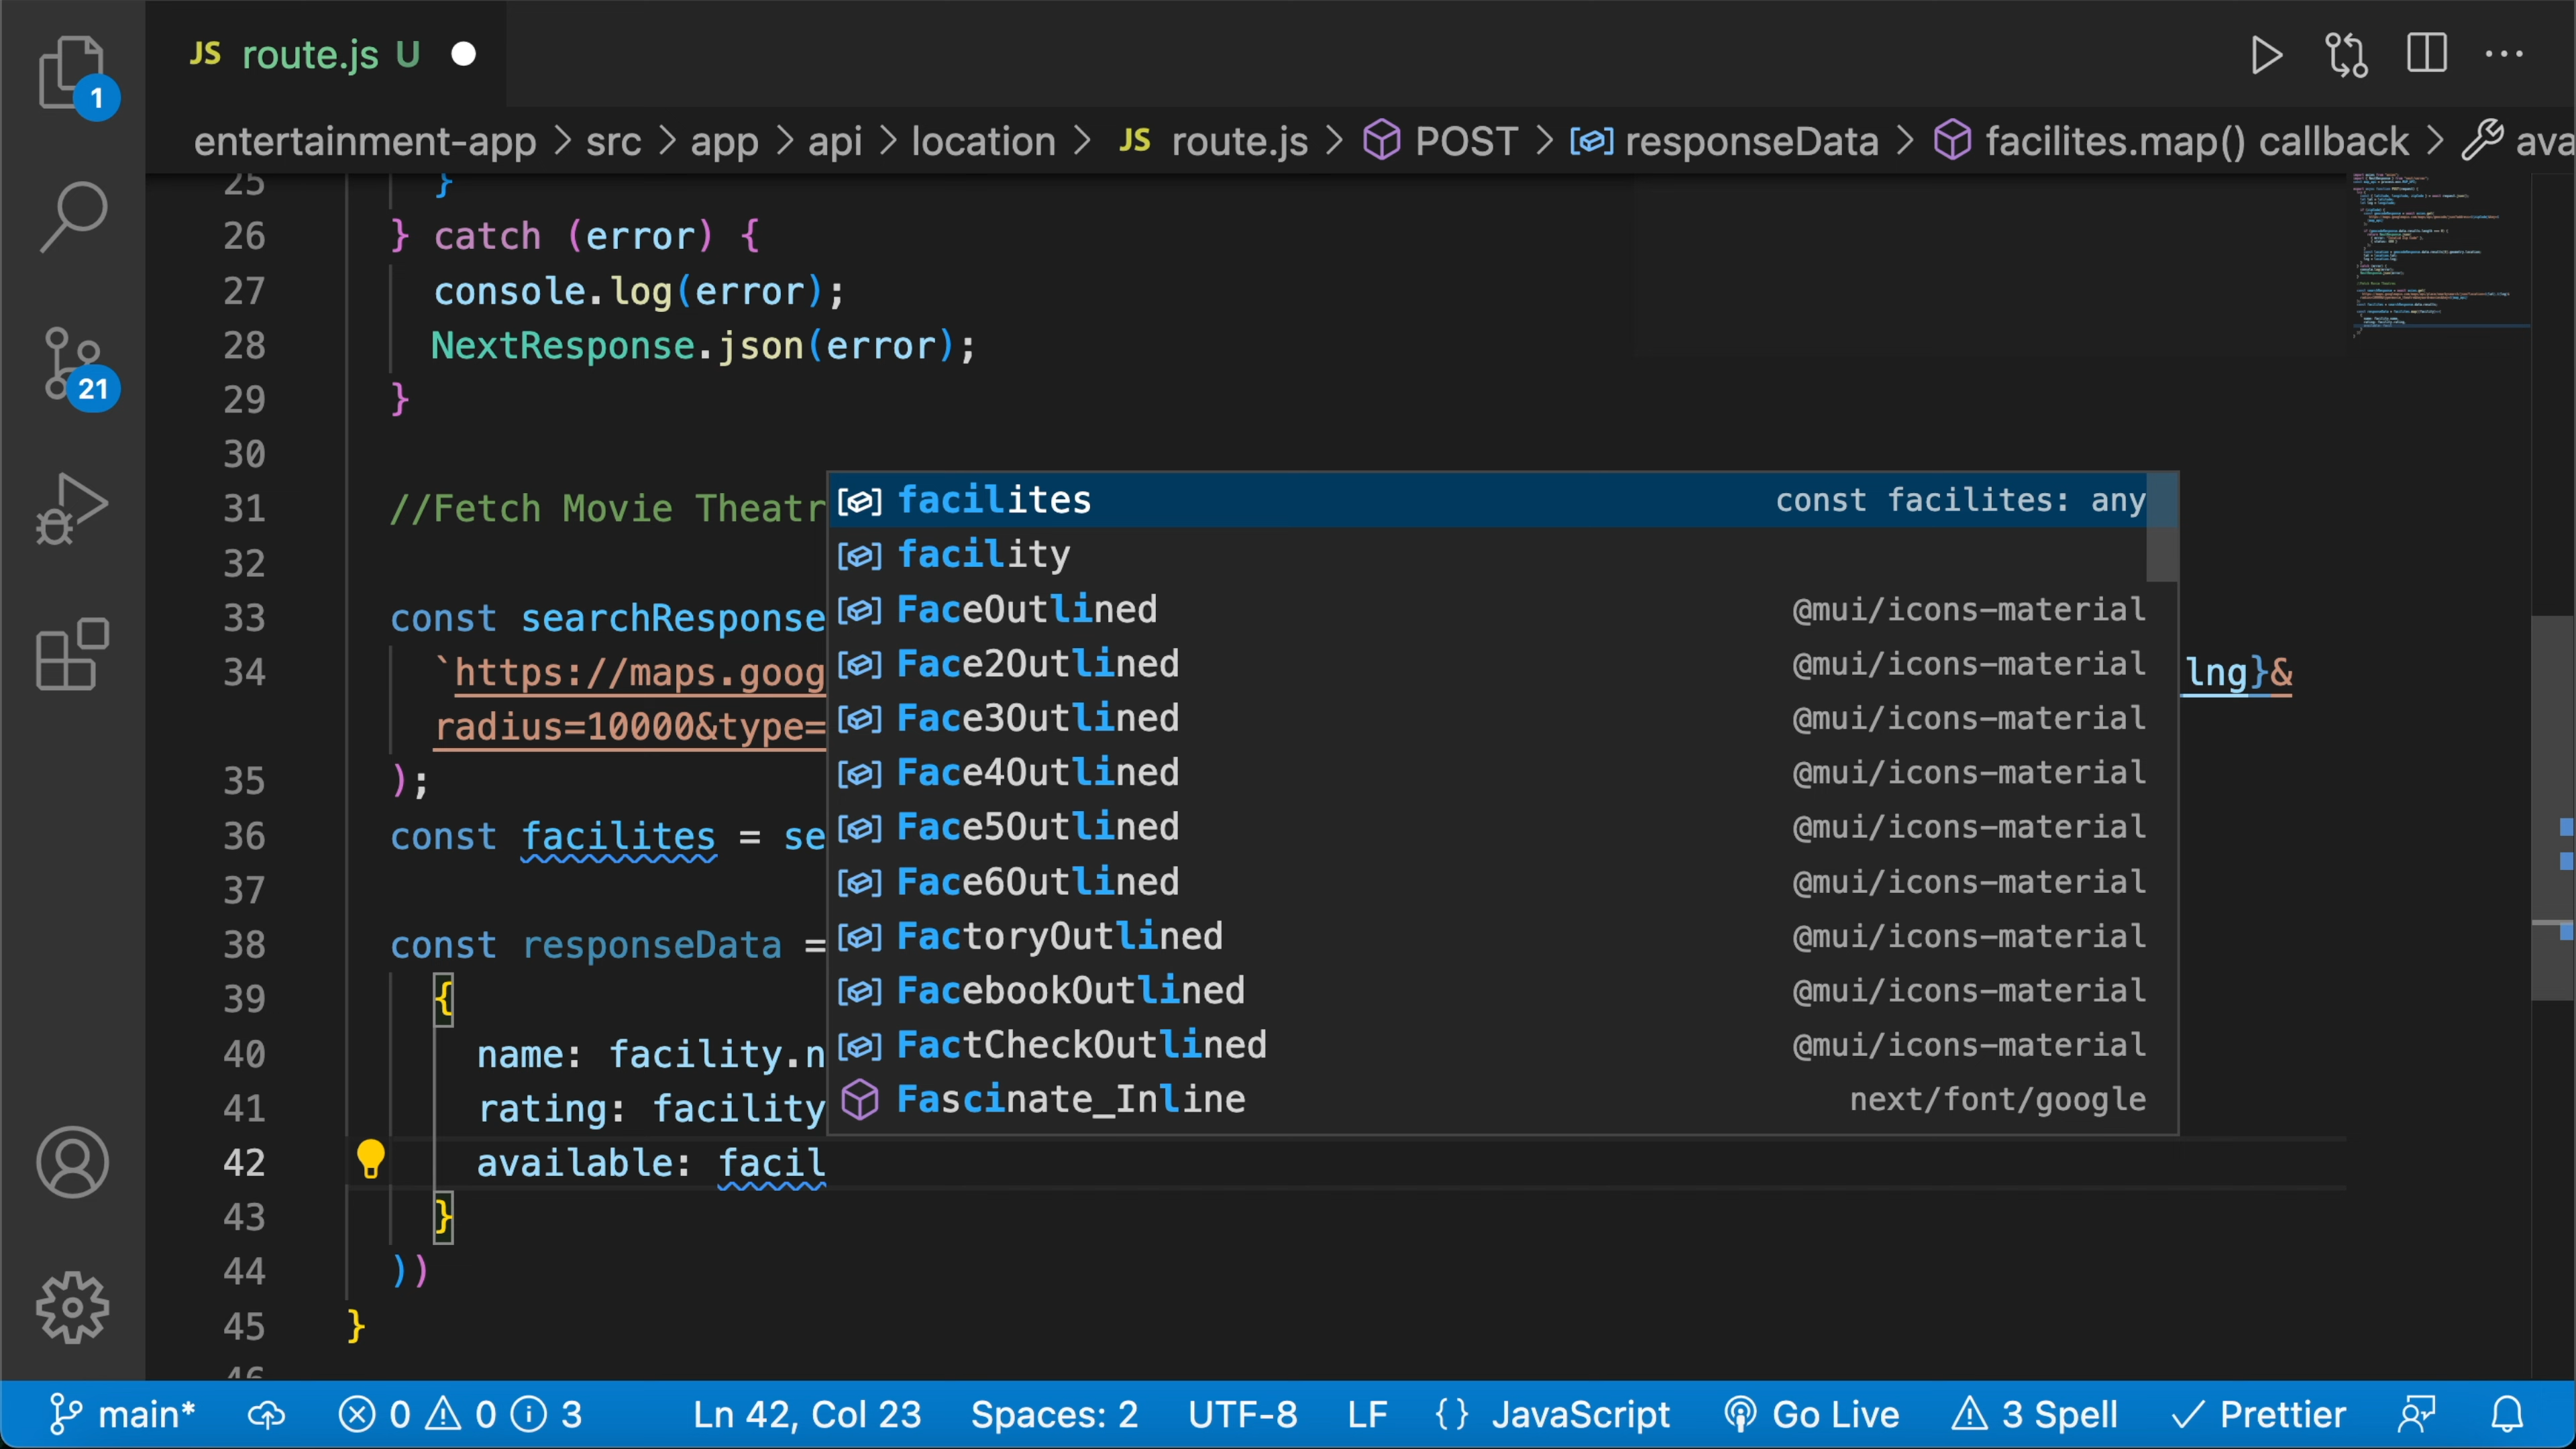 JS route.js U
entertainment-app > src > app > api > location > JS route.js > POST > responseData > facilites.map() callback > ava
1
21
25 }
26 } catch (error) {
27 console.log(error);
28 NextResponse.json(error);
29 }
30
31 //Fetch Movie Theatr
32
33 const searchResponse
34 `https://maps.goog lng}&
radius=10000&type=
35 );
36 const facilites = se
37
38 const responseData =
39 {
40 name: facility.n
41 rating: facility
42 available: facil
43 }
44 ))
45 }
46
facilites const facilites: any
facility
FaceOutlined @mui/icons-material
Face2Outlined @mui/icons-material
Face3Outlined @mui/icons-material
Face4Outlined @mui/icons-material
Face5Outlined @mui/icons-material
Face6Outlined @mui/icons-material
FactoryOutlined @mui/icons-material
FacebookOutlined @mui/icons-material
FactCheckOutlined @mui/icons-material
Fascinate_Inline next/font/google
main* 0 0 3 Ln 42, Col 23 Spaces: 2 UTF-8 LF {} JavaScript Go Live 3 Spell Prettier